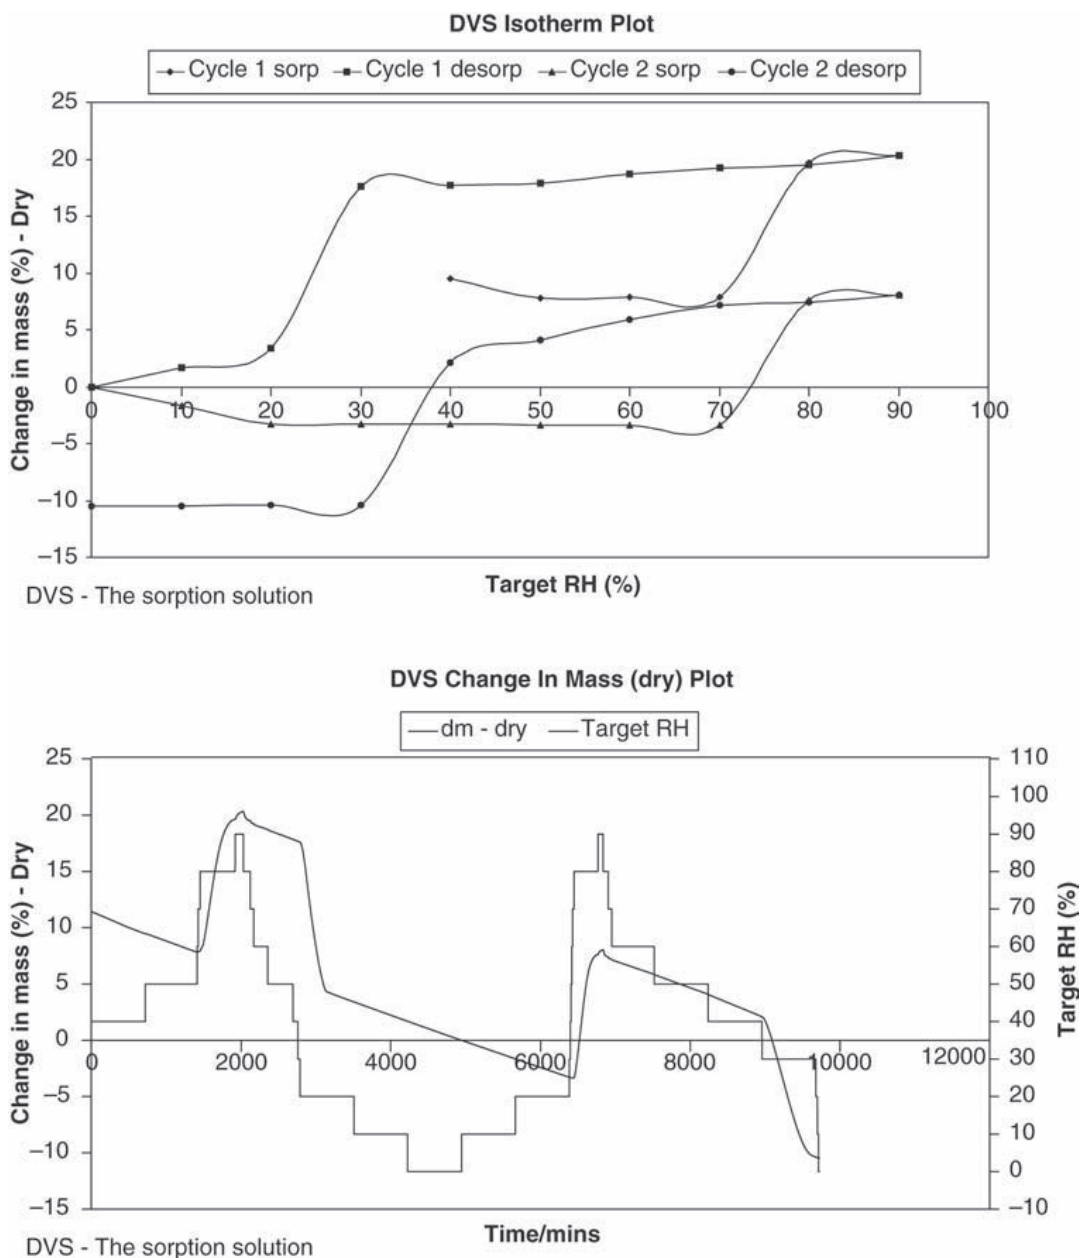 DVS Isotherm Plot
Cycle 1 sorp Cycle 1 desorp Cycle 2 sorp Cycle 2 desorp
25
20
15
10
5
0
–5
–10
–15
Change in mass (%) - Dry
0 10 20 30 40 50 60 70 80 90 100
Target RH (%)
DVS - The sorption solution
DVS Change In Mass (dry) Plot
dm - dry Target RH
25
20
15
10
5
0
–5
–10
–15
Change in mass (%) - Dry
0 2000 4000 6000 8000 10000 12000
110
100
90
80
70
60
50
40
30
20
10
0
–10
Target RH (%)
Time/mins
DVS - The sorption solution